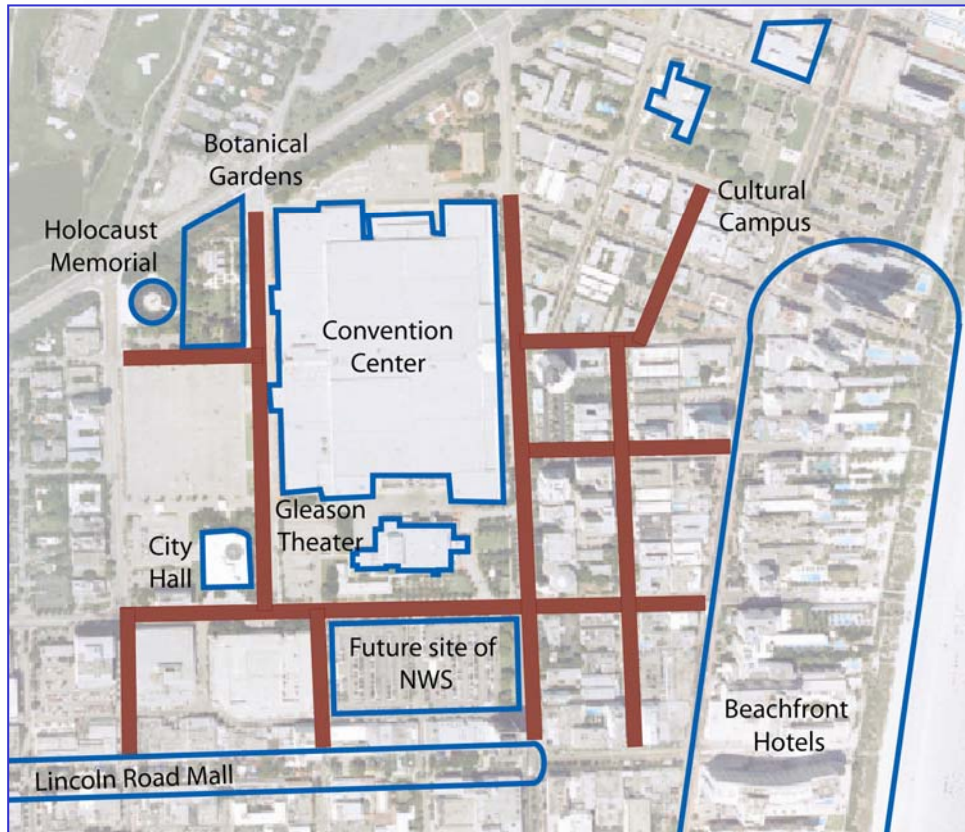 Botanical
Gardens
Holocaust
Memorial
Cultural
Campus
Convention
Center
Gleason
Theater
City
Hall
Future site of
NWS
Beachfront
Hotels
Lincoln Road Mall